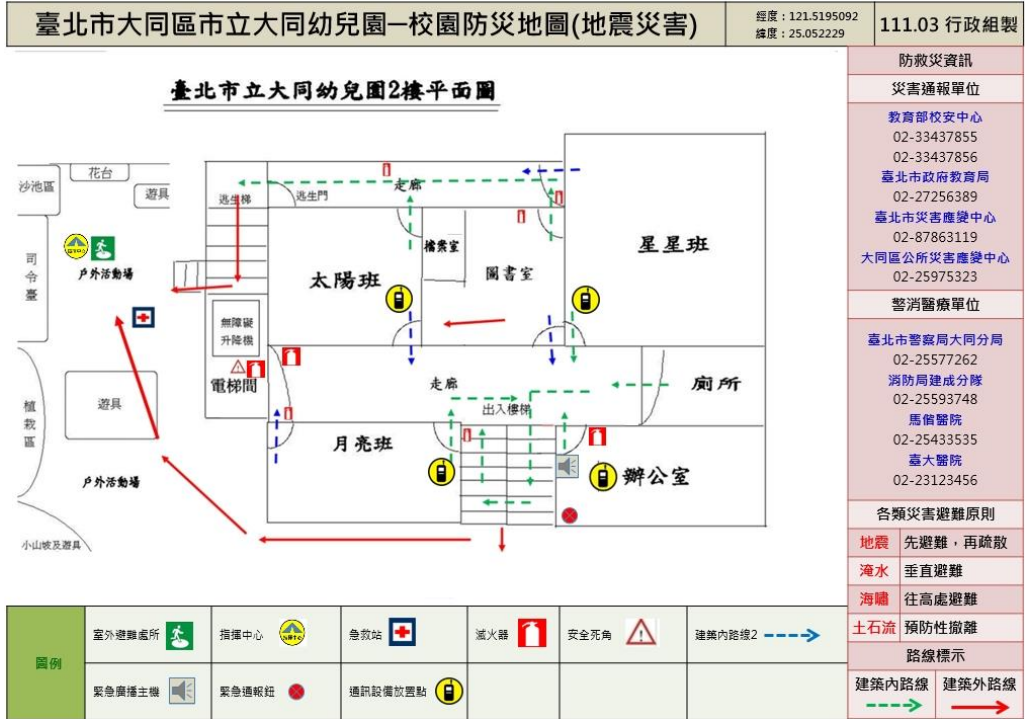 臺北市大同區市立大同幼兒園─校園防災地圖(地震災害)
經度：121.5195092
緯度：25.052229
111.03 行政組製
臺北市立大同幼兒園2樓平面圖
沙池區
花台
遊具
司令臺
戶外活動場
逃生梯
逃生門
走廊
檔案室
圖書室
太陽班
星星班
無障礙
升降機
電梯間
走廊
出入樓梯
廁所
月亮班
辦公室
植栽區
遊具
戶外活動場
小山坡及遊具
防救災資訊
災害通報單位
教育部校安中心
02-33437855
02-33437856
臺北市政府教育局
02-27256389
臺北市災害應變中心
02-87863119
大同區公所災害應變中心
02-25975323
警消醫療單位
臺北市警察局大同分局
02-25577262
消防局建成分隊
02-25593748
馬偕醫院
02-25433535
臺大醫院
02-23123456
各類災害避難原則
地震 先避難，再疏散
淹水 垂直避難
海嘯 往高處避難
土石流 預防性撤離
路線標示
建築內路線 建築外路線
圖例
室外避難處所
指揮中心
急救站
滅火器
安全死角
建築內路線2
緊急廣播主機
緊急通報鈕
通訊設備放置點